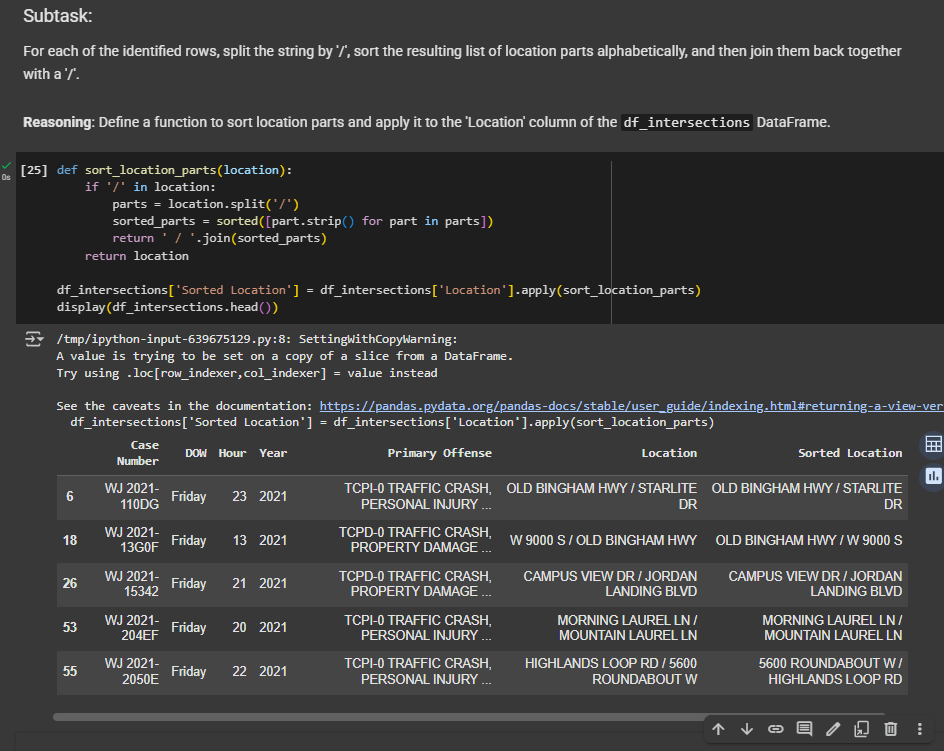 Subtask:
For each of the identified rows, split the string by '/', sort the resulting list of location parts alphabetically, and then join them back together
with a '/'.
Reasoning: Define a function to sort location parts and apply it to the 'Location' column of the df_intersections DataFrame.
0s
[25] def sort_location_parts(location):
    if '/' in location:
        parts = location.split('/')
        sorted_parts = sorted([part.strip() for part in parts])
        return ' / '.join(sorted_parts)
    return location
df_intersections['Sorted Location'] = df_intersections['Location'].apply(sort_location_parts)
display(df_intersections.head())
/tmp/ipython-input-639675129.py:8: SettingWithCopyWarning:
A value is trying to be set on a copy of a slice from a DataFrame.
Try using .loc[row_indexer,col_indexer] = value instead
See the caveats in the documentation: https://pandas.pydata.org/pandas-docs/stable/user_guide/indexing.html#returning-a-view-ver
  df_intersections['Sorted Location'] = df_intersections['Location'].apply(sort_location_parts)
Case
Number DOW Hour Year Primary Offense Location Sorted Location
6 WJ 2021- Friday 23 2021 TCPI-0 TRAFFIC CRASH, OLD BINGHAM HWY / STARLITE OLD BINGHAM HWY / STARLITE
110DG PERSONAL INJURY ... DR DR
18 WJ 2021- Friday 13 2021 TCPD-0 TRAFFIC CRASH, W 9000 S / OLD BINGHAM HWY OLD BINGHAM HWY / W 9000 S
13G0F PROPERTY DAMAGE ...
26 WJ 2021- Friday 21 2021 TCPD-0 TRAFFIC CRASH, CAMPUS VIEW DR / JORDAN CAMPUS VIEW DR / JORDAN
15342 PROPERTY DAMAGE ... LANDING BLVD LANDING BLVD
53 WJ 2021- Friday 20 2021 TCPI-0 TRAFFIC CRASH, MORNING LAUREL LN / MORNING LAUREL LN /
204EF PERSONAL INJURY ... MOUNTAIN LAUREL LN MOUNTAIN LAUREL LN
55 WJ 2021- Friday 22 2021 TCPI-0 TRAFFIC CRASH, HIGHLANDS LOOP RD / 5600 5600 ROUNDABOUT W /
2050E PERSONAL INJURY ... ROUNDABOUT W HIGHLANDS LOOP RD